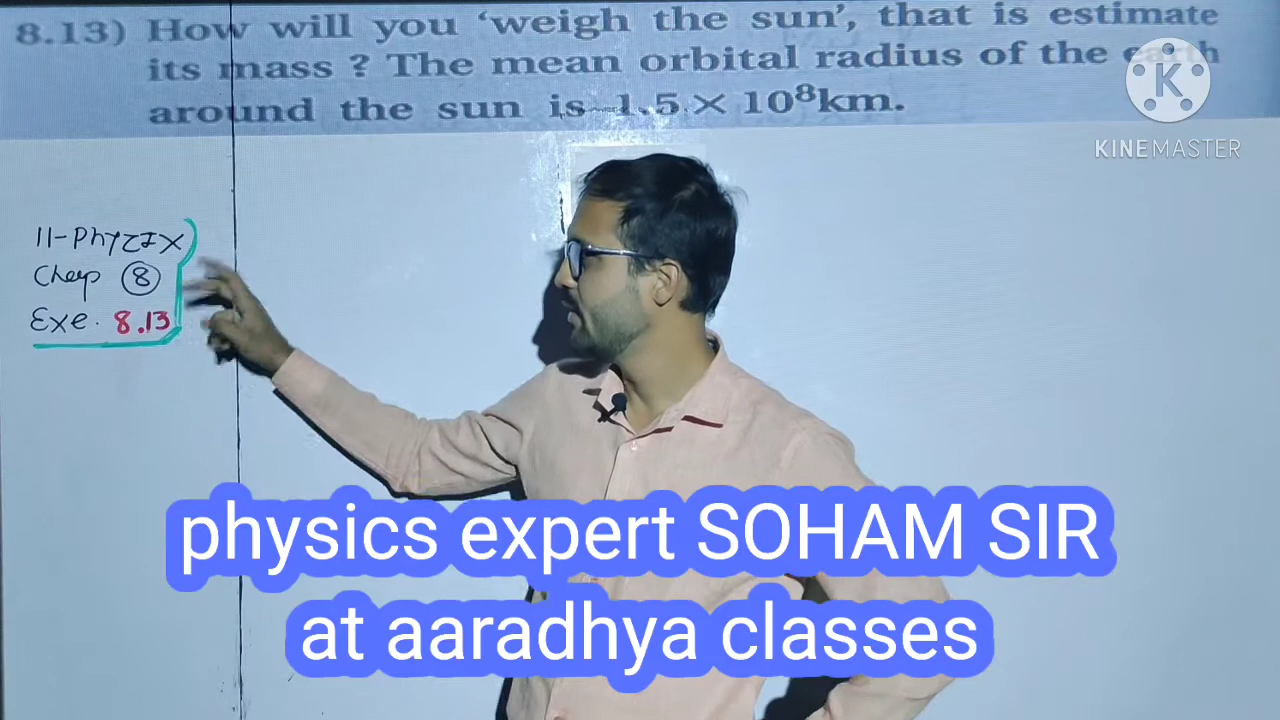 8.13) How will you ‘weigh the sun’, that is estimate
its mass ? The mean orbital radius of the earth
around the sun is 1.5 × 10⁸km.
K
KINEMASTER
11-PhyzIX
Chap 8
Exe. 8.13
physics expert SOHAM SIR
at aaradhya classes